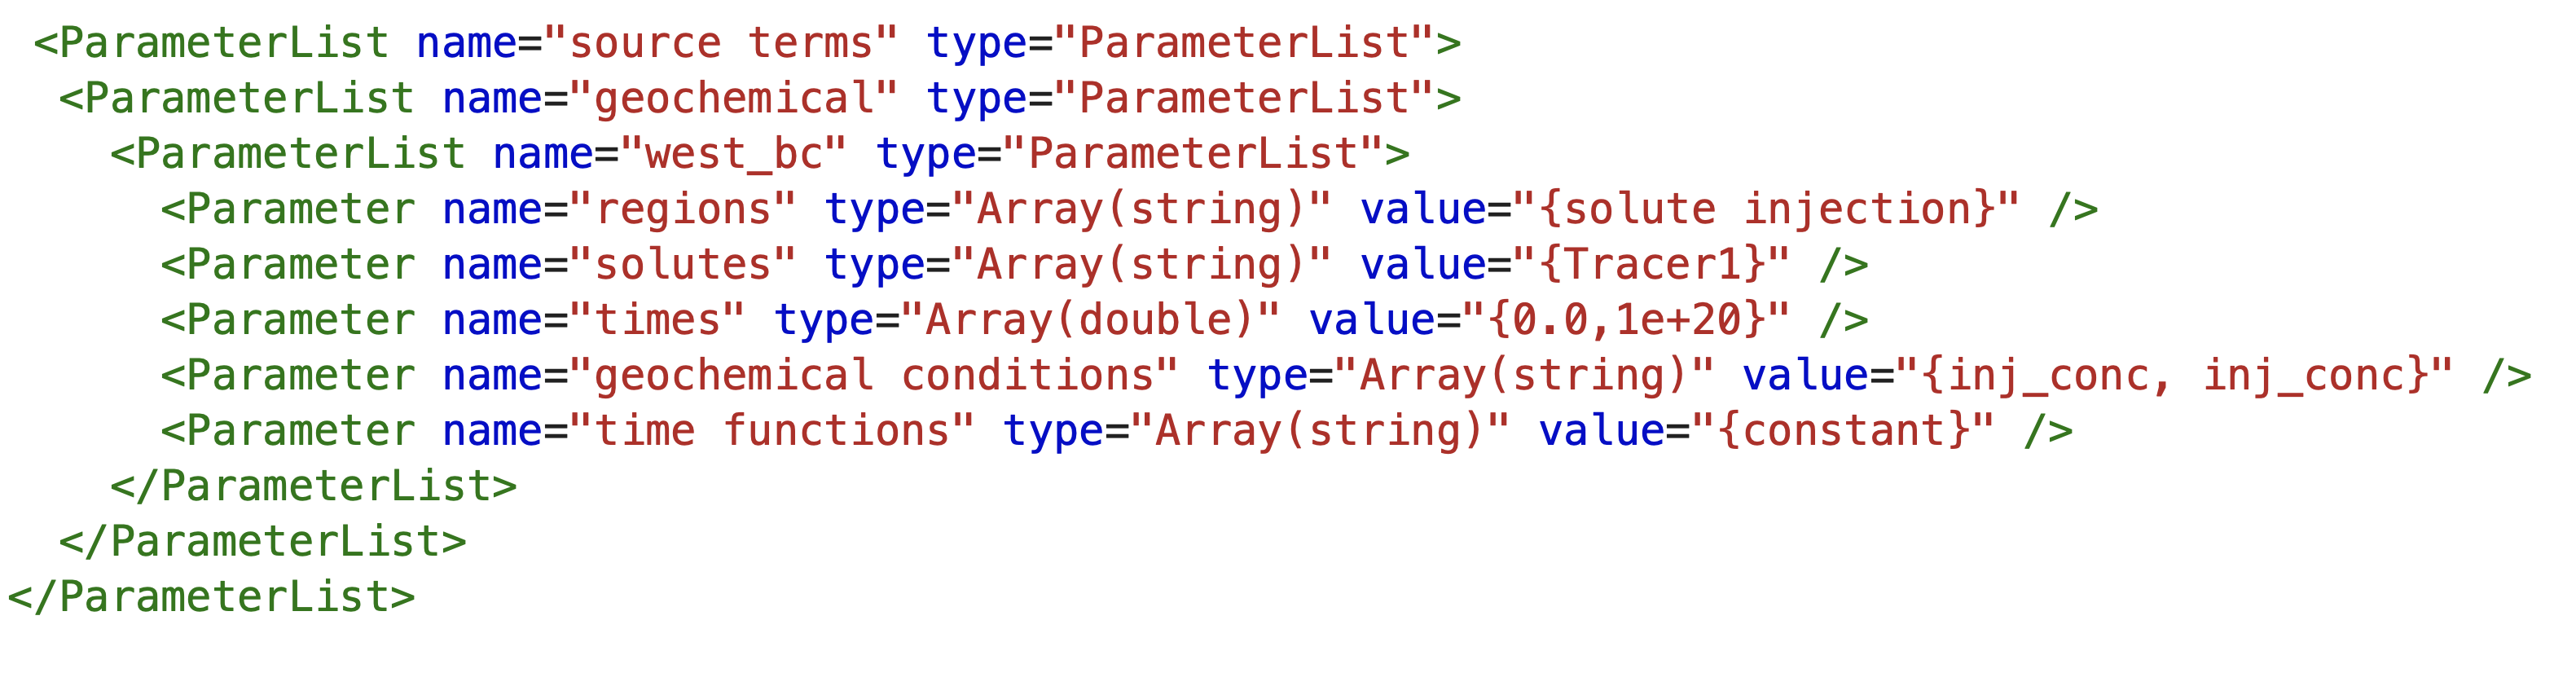 <ParameterList name="source terms" type="ParameterList">
<ParameterList name="geochemical" type="ParameterList">
<ParameterList name="west_bc" type="ParameterList">
<Parameter name="regions" type="Array(string)" value="{solute injection}" />
<Parameter name="solutes" type="Array(string)" value="{Tracer1}" />
<Parameter name="times" type="Array(double)" value="{0.0,1e+20}" />
<Parameter name="geochemical conditions" type="Array(string)" value="{inj_conc, inj_conc}" />
<Parameter name="time functions" type="Array(string)" value="{constant}" />
</ParameterList>
</ParameterList>
</ParameterList>